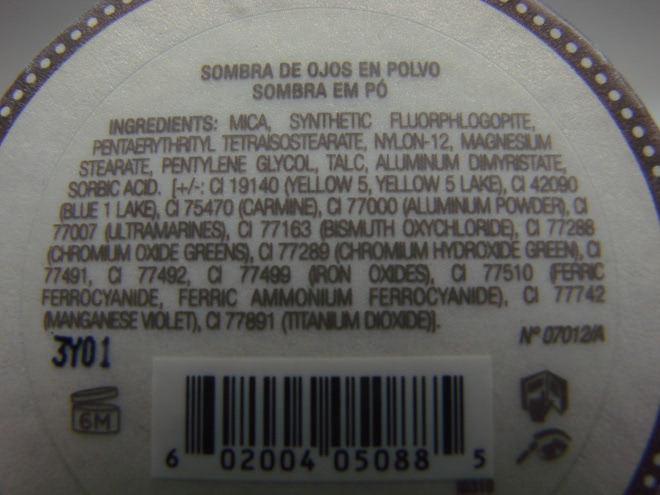 SOMBRA DE OJOS EN POLVO
SOMBRA EM PÓ
INGREDIENTS: MICA, SYNTHETIC FLUORPHLOGOPITE,
PENTAERYTHRITYL TETRAISOSTEARATE, NYLON-12, MAGNESIUM
STEARATE, PENTYLENE GLYCOL, TALC, ALUMINUM DIMYRISTATE,
SORBIC ACID. [+/-: CI 19140 (YELLOW 5, YELLOW 5 LAKE), CI 42090
(BLUE 1 LAKE), CI 75470 (CARMINE), CI 77000 (ALUMINUM POWDER), CI
77007 (ULTRAMARINES), CI 77163 (BISMUTH OXYCHLORIDE), CI 77288
(CHROMIUM OXIDE GREENS), CI 77289 (CHROMIUM HYDROXIDE GREEN), CI
77491, CI 77492, CI 77499 (IRON OXIDES), CI 77510 (FERRIC
FERROCYANIDE, FERRIC AMMONIUM FERROCYANIDE), CI 77742
(MANGANESE VIOLET), CI 77891 (TITANIUM DIOXIDE)].
Nº 07012/A
3Y01
6M
6 02004 05088 5